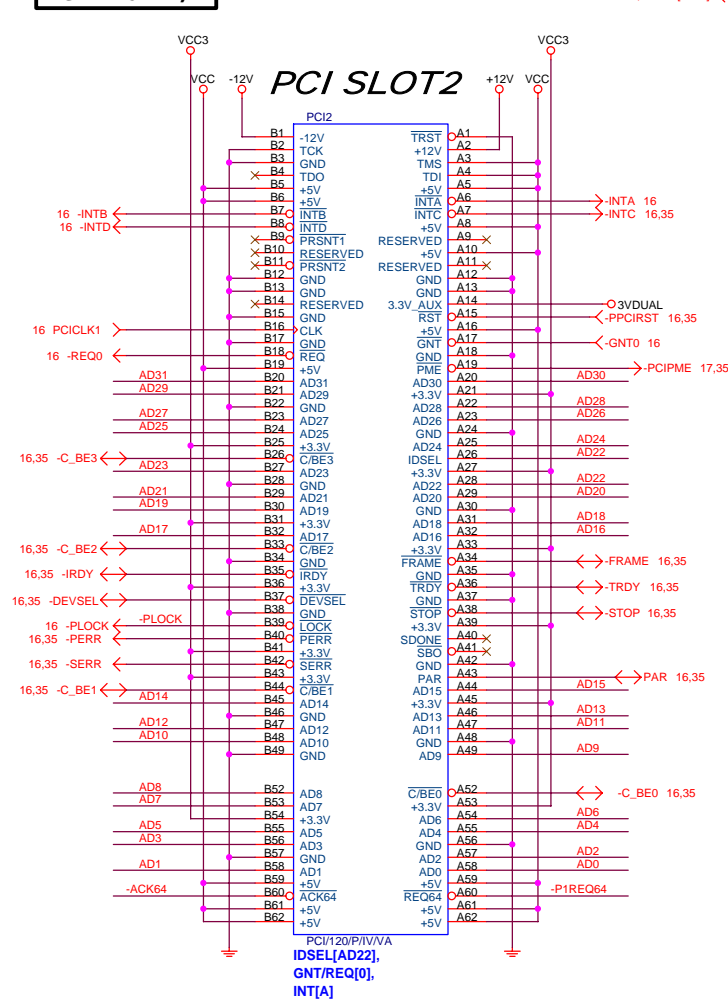 VCC3
VCC3
VCC
-12V
PCI SLOT2
+12V
VCC
PCI2
B1 -12V TRST A1
B2 TCK +12V A2
B3 GND TMS A3
B4 TDO TDI A4
B5 +5V +5V A5
B6 +5V INTA A6 -INTA 16
16 -INTB B7 INTB INTC A7 -INTC 16,35
16 -INTD B8 INTD +5V A8
B9 PRSNT1 RESERVED A9
B10 RESERVED +5V A10
B11 PRSNT2 RESERVED A11
B12 GND GND A12
B13 GND GND A13
B14 RESERVED 3.3V_AUX A14 3VDUAL
B15 GND RST A15 -PPCIRST 16,35
16 PCICLK1 B16 CLK +5V A16
B17 GND GNT A17 -GNT0 16
16 -REQ0 B18 REQ GND A18
B19 +5V PME A19 -PCIPME 17,35
AD31 B20 AD31 AD30 A20 AD30
AD29 B21 AD29 +3.3V A21
B22 GND AD28 A22 AD28
AD27 B23 AD27 AD26 A23 AD26
AD25 B24 AD25 GND A24
B25 +3.3V AD24 A25 AD24
16,35 -C_BE3 B26 C/BE3 IDSEL A26 AD22
AD23 B27 AD23 +3.3V A27
B28 GND AD22 A28 AD22
AD21 B29 AD21 AD20 A29 AD20
AD19 B30 AD19 GND A30
B31 +3.3V AD18 A31 AD18
AD17 B32 AD17 AD16 A32 AD16
16,35 -C_BE2 B33 C/BE2 +3.3V A33
B34 GND FRAME A34 -FRAME 16,35
16,35 -IRDY B35 IRDY GND A35
B36 +3.3V TRDY A36 -TRDY 16,35
16,35 -DEVSEL B37 DEVSEL GND A37
B38 GND STOP A38 -STOP 16,35
16 -PLOCK -PLOCK B39 LOCK +3.3V A39
16,35 -PERR B40 PERR SDONE A40
B41 +3.3V SBO A41
16,35 -SERR B42 SERR GND A42
B43 +3.3V PAR A43 PAR 16,35
16,35 -C_BE1 B44 C/BE1 AD15 A44 AD15
AD14 B45 AD14 +3.3V A45
B46 GND AD13 A46 AD13
AD12 B47 AD12 AD11 A47 AD11
AD10 B48 AD10 GND A48
B49 GND AD9 A49 AD9
AD8 B52 AD8 C/BE0 A52 -C_BE0 16,35
AD7 B53 AD7 +3.3V A53
B54 +3.3V AD6 A54 AD6
AD5 B55 AD5 AD4 A55 AD4
AD3 B56 AD3 GND A56
B57 GND AD2 A57 AD2
AD1 B58 AD1 AD0 A58 AD0
B59 +5V +5V A59
-ACK64 B60 ACK64 REQ64 A60 -P1REQ64
B61 +5V +5V A61
B62 +5V +5V A62
PCI/120/P/IV/VA
IDSEL[AD22],
GNT/REQ[0],
INT[A]